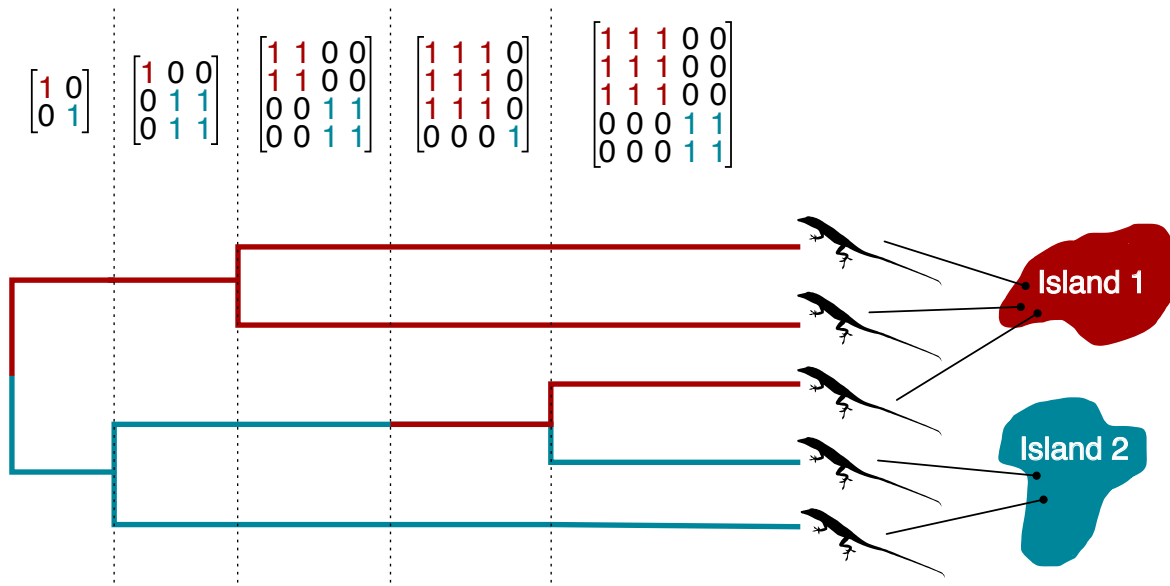 1 0
0 1
1 0 0
0 1 1
0 1 1
1 1 0 0
1 1 0 0
0 0 1 1
0 0 1 1
1 1 1 0
1 1 1 0
1 1 1 0
0 0 0 1
1 1 1 0 0
1 1 1 0 0
1 1 1 0 0
0 0 0 1 1
0 0 0 1 1
Island 1
Island 2